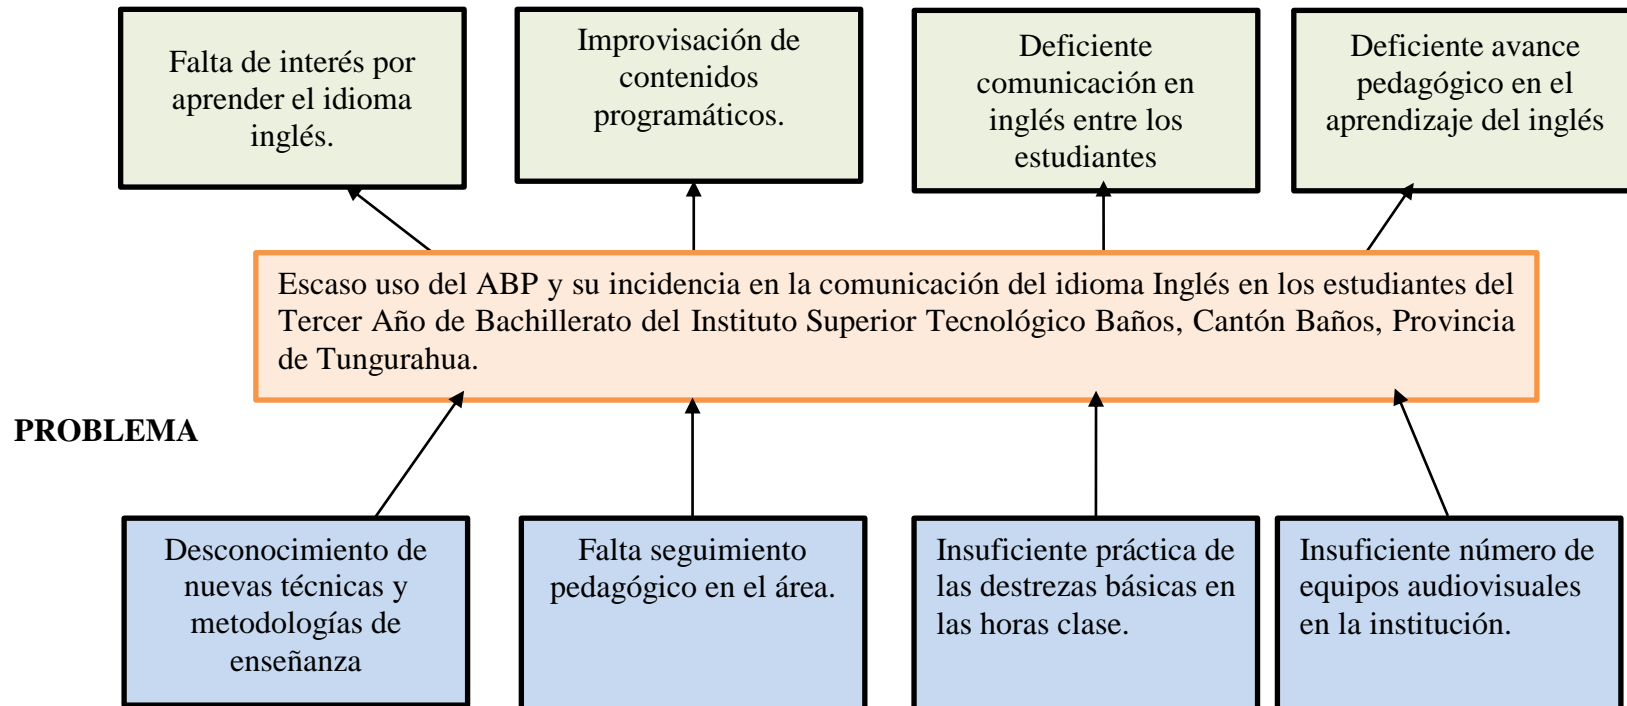 Falta de interés por
aprender el idioma
inglés.
Improvisación de
contenidos
programáticos.
Deficiente
comunicación en
inglés entre los
estudiantes
Deficiente avance
pedagógico en el
aprendizaje del inglés
Escaso uso del ABP y su incidencia en la comunicación del idioma Inglés en los estudiantes del
Tercer Año de Bachillerato del Instituto Superior Tecnológico Baños, Cantón Baños, Provincia
de Tungurahua.
PROBLEMA
Desconocimiento de
nuevas técnicas y
metodologías de
enseñanza
Falta seguimiento
pedagógico en el área.
Insuficiente práctica de
las destrezas básicas en
las horas clase.
Insuficiente número de
equipos audiovisuales
en la institución.